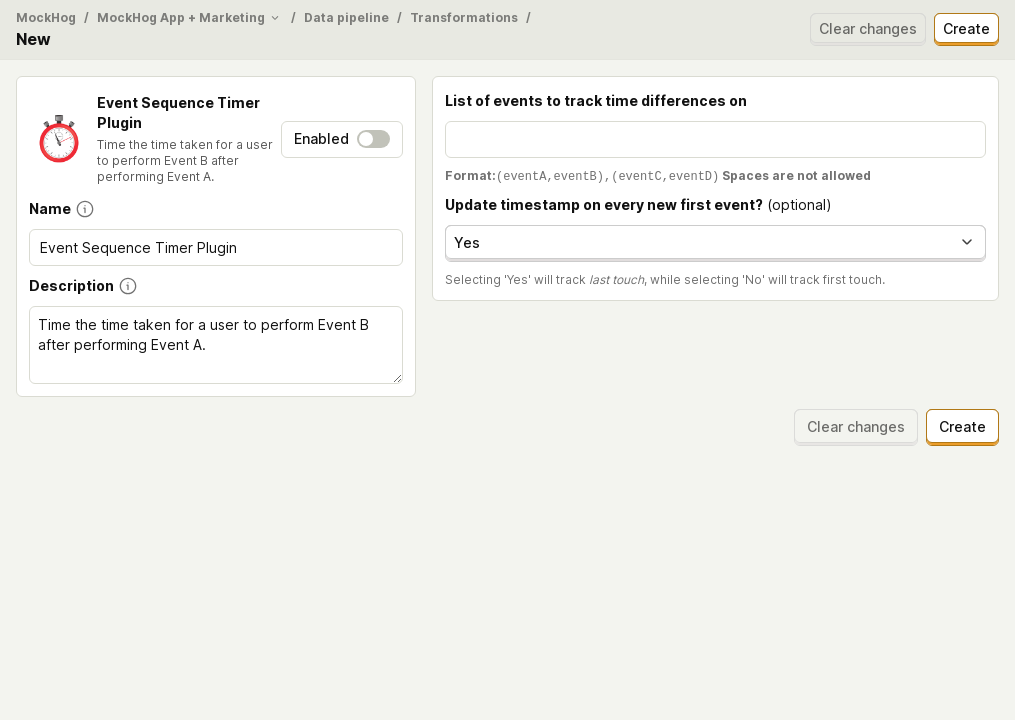 MockHog / MockHog App + Marketing / Data pipeline / Transformations /
New
Clear changes
Create
Event Sequence Timer
Plugin
Time the time taken for a user
to perform Event B after
performing Event A.
Enabled
Name
Event Sequence Timer Plugin
Description
Time the time taken for a user to perform Event B
after performing Event A.
List of events to track time differences on
Format:(eventA,eventB),(eventC,eventD) Spaces are not allowed
Update timestamp on every new first event? (optional)
Yes
Selecting 'Yes' will track last touch, while selecting 'No' will track first touch.
Clear changes
Create